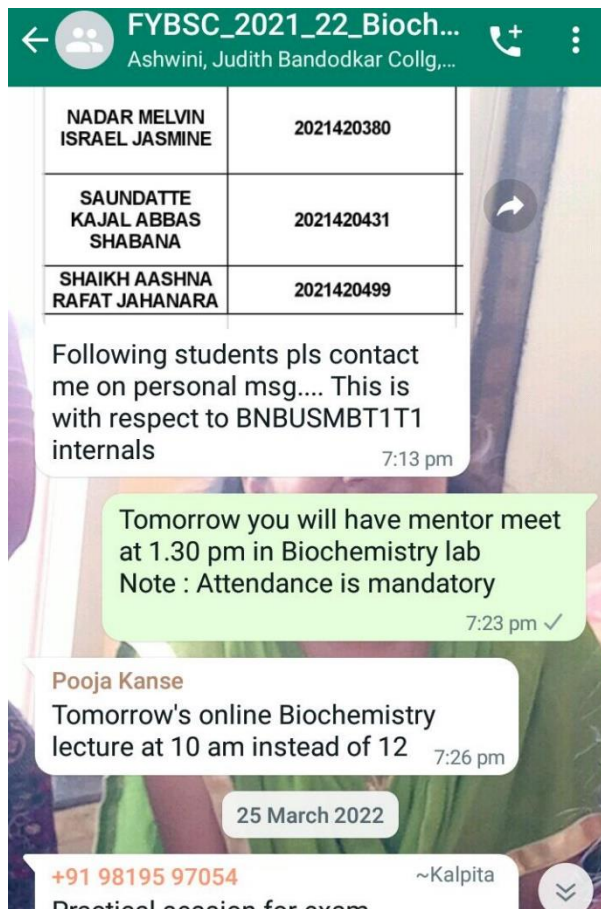 FYBSC_2021_22_Bioch...
Ashwini, Judith Bandodkar Collg,...
NADAR MELVIN
ISRAEL JASMINE
2021420380
SAUNDATTE
KAJAL ABBAS
SHABANA
2021420431
SHAIKH AASHNA
RAFAT JAHANARA
2021420499
Following students pls contact
me on personal msg.... This is
with respect to BNBUSMBT1T1
internals
7:13 pm
Tomorrow you will have mentor meet
at 1.30 pm in Biochemistry lab
Note : Attendance is mandatory
7:23 pm
Pooja Kanse
Tomorrow's online Biochemistry
lecture at 10 am instead of 12
7:26 pm
25 March 2022
+91 98195 97054 ~Kalpita
Practical session for exam